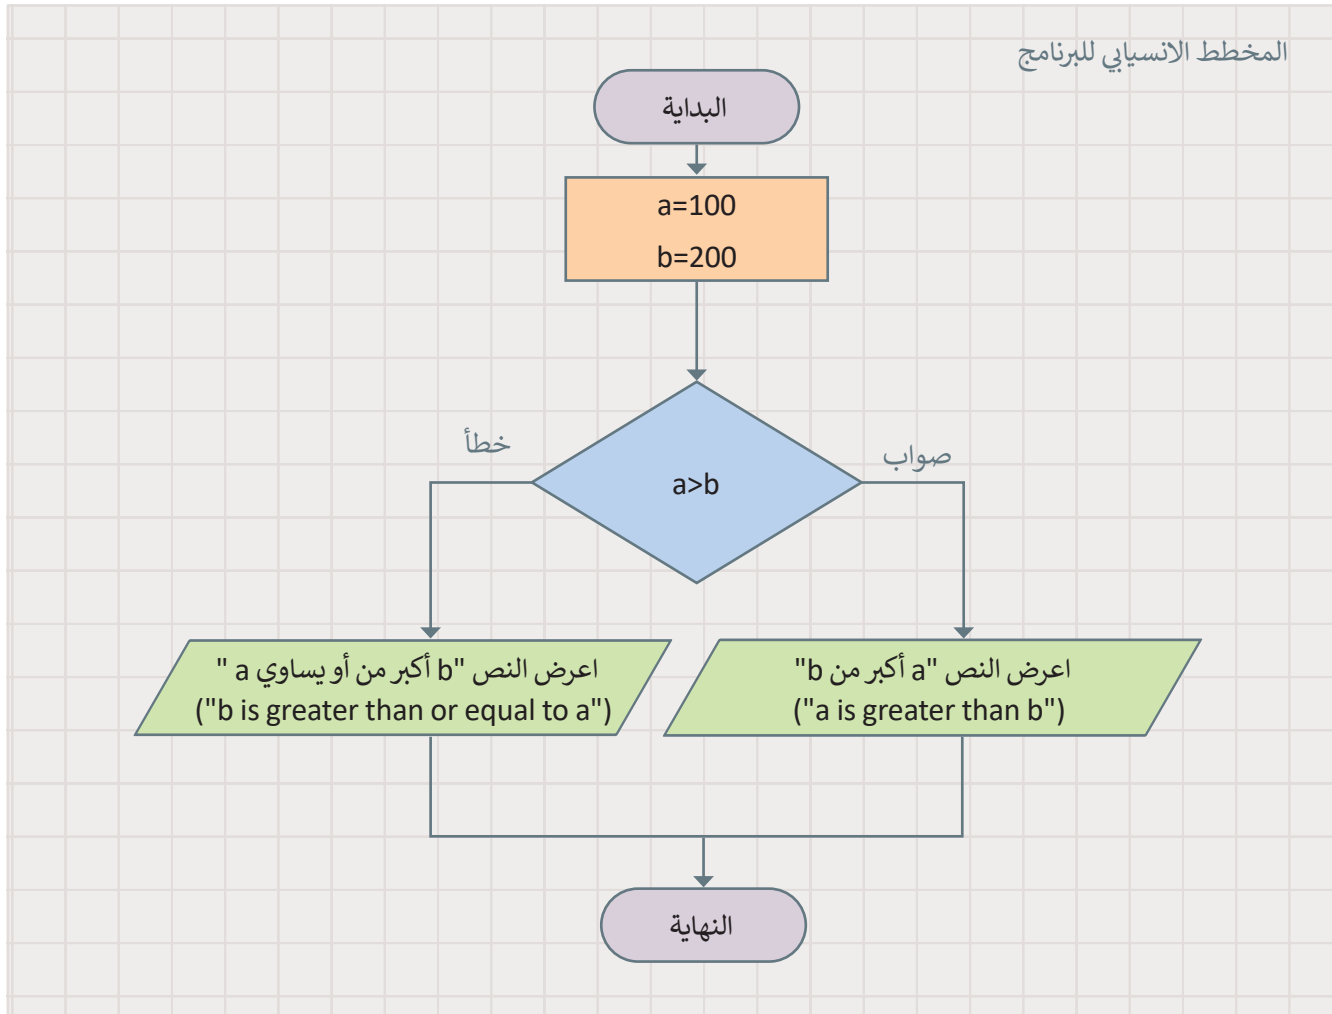 المخطط الانسيابي للبرنامج
البداية
a=100
b=200
a>b
صواب
خطأ
اعرض النص "a أكبر من b"
("a is greater than b")
اعرض النص "b أكبر من أو يساوي a "
("b is greater than or equal to a")
النهاية